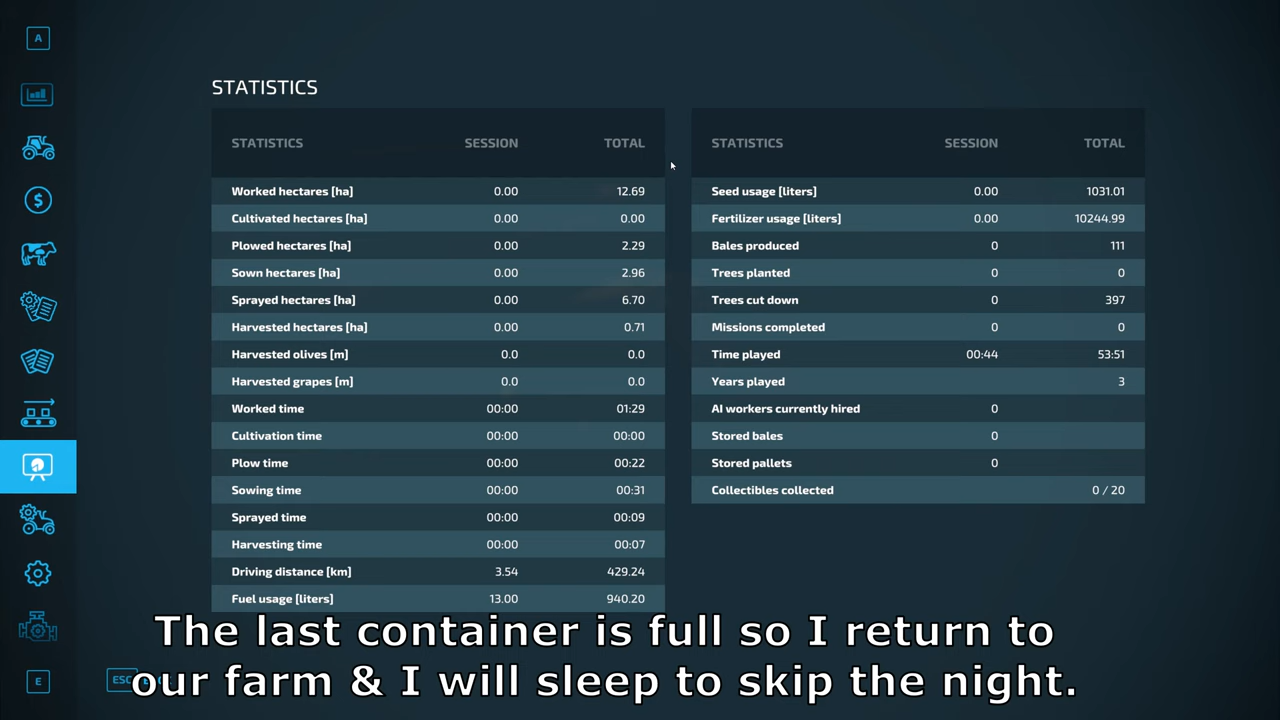 A
STATISTICS
STATISTICS SESSION TOTAL
Worked hectares [ha] 0.00 12.69
Cultivated hectares [ha] 0.00 0.00
Plowed hectares [ha] 0.00 2.29
Sown hectares [ha] 0.00 2.96
Sprayed hectares [ha] 0.00 6.70
Harvested hectares [ha] 0.00 0.71
Harvested olives [m] 0.0 0.0
Harvested grapes [m] 0.0 0.0
Worked time 00:00 01:29
Cultivation time 00:00 00:00
Plow time 00:00 00:22
Sowing time 00:00 00:31
Sprayed time 00:00 00:09
Harvesting time 00:00 00:07
Driving distance [km] 3.54 429.24
Fuel usage [liters] 13.00 940.20
STATISTICS SESSION TOTAL
Seed usage [liters] 0.00 1031.01
Fertilizer usage [liters] 0.00 10244.99
Bales produced 0 111
Trees planted 0 0
Trees cut down 0 397
Missions completed 0 0
Time played 00:44 53:51
Years played 3
AI workers currently hired 0
Stored bales 0
Stored pallets 0
Collectibles collected 0 / 20
E
ESC
The last container is full so I return to
our farm & I will sleep to skip the night.